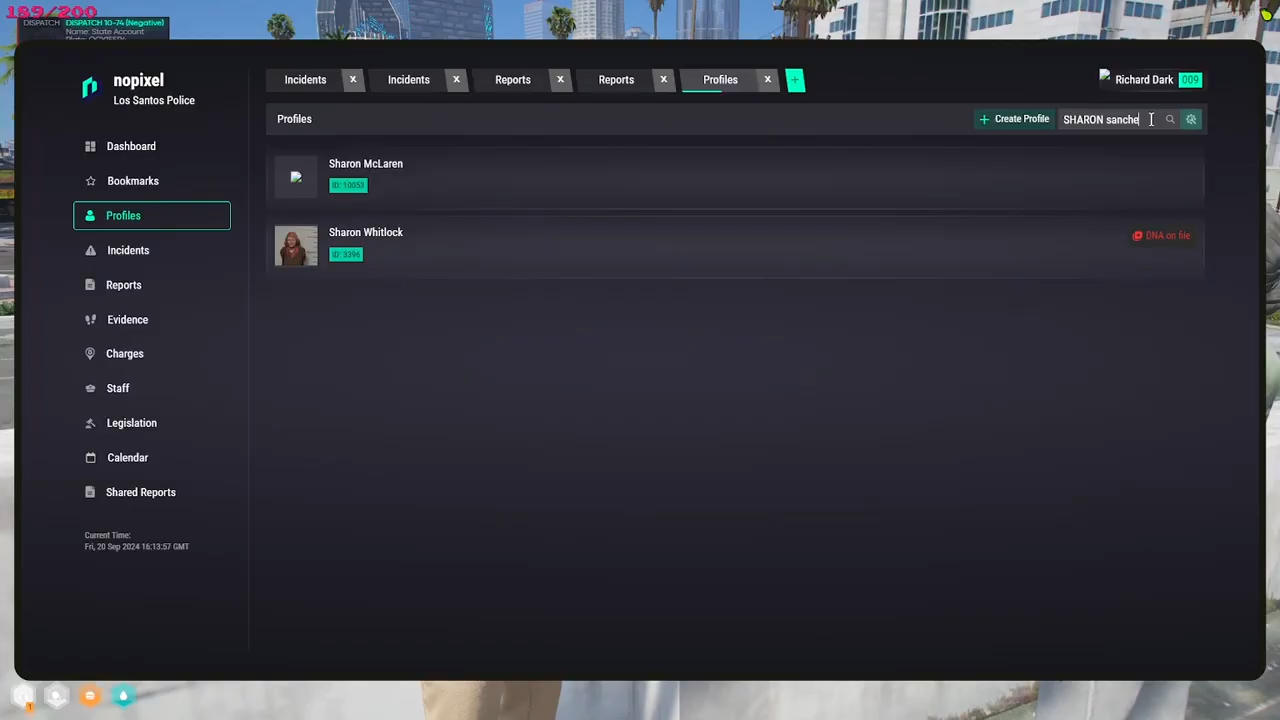 189/200
DISPATCH DISPATCH 10-74 (Negative)
Name: State Account
nopixel
Los Santos Police
Incidents x Incidents x Reports x Reports x Profiles x +
Richard Dark 009
Profiles
+ Create Profile
SHARON sanche
Dashboard
Bookmarks
Profiles
Incidents
Reports
Evidence
Charges
Staff
Legislation
Calendar
Shared Reports
Sharon McLaren
ID: 10053
Sharon Whitlock
ID: 3396
DNA on file
Current Time:
Fri, 20 Sep 2024 16:13:57 GMT
1